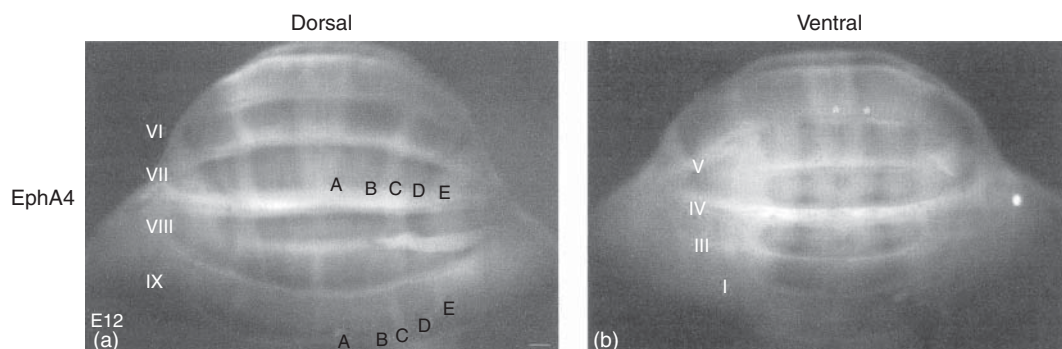 Dorsal
Ventral
EphA4
VI
VII
VIII
IX
A B C D E
A B C D E
E12
(a)
V
IV
III
I
(b)